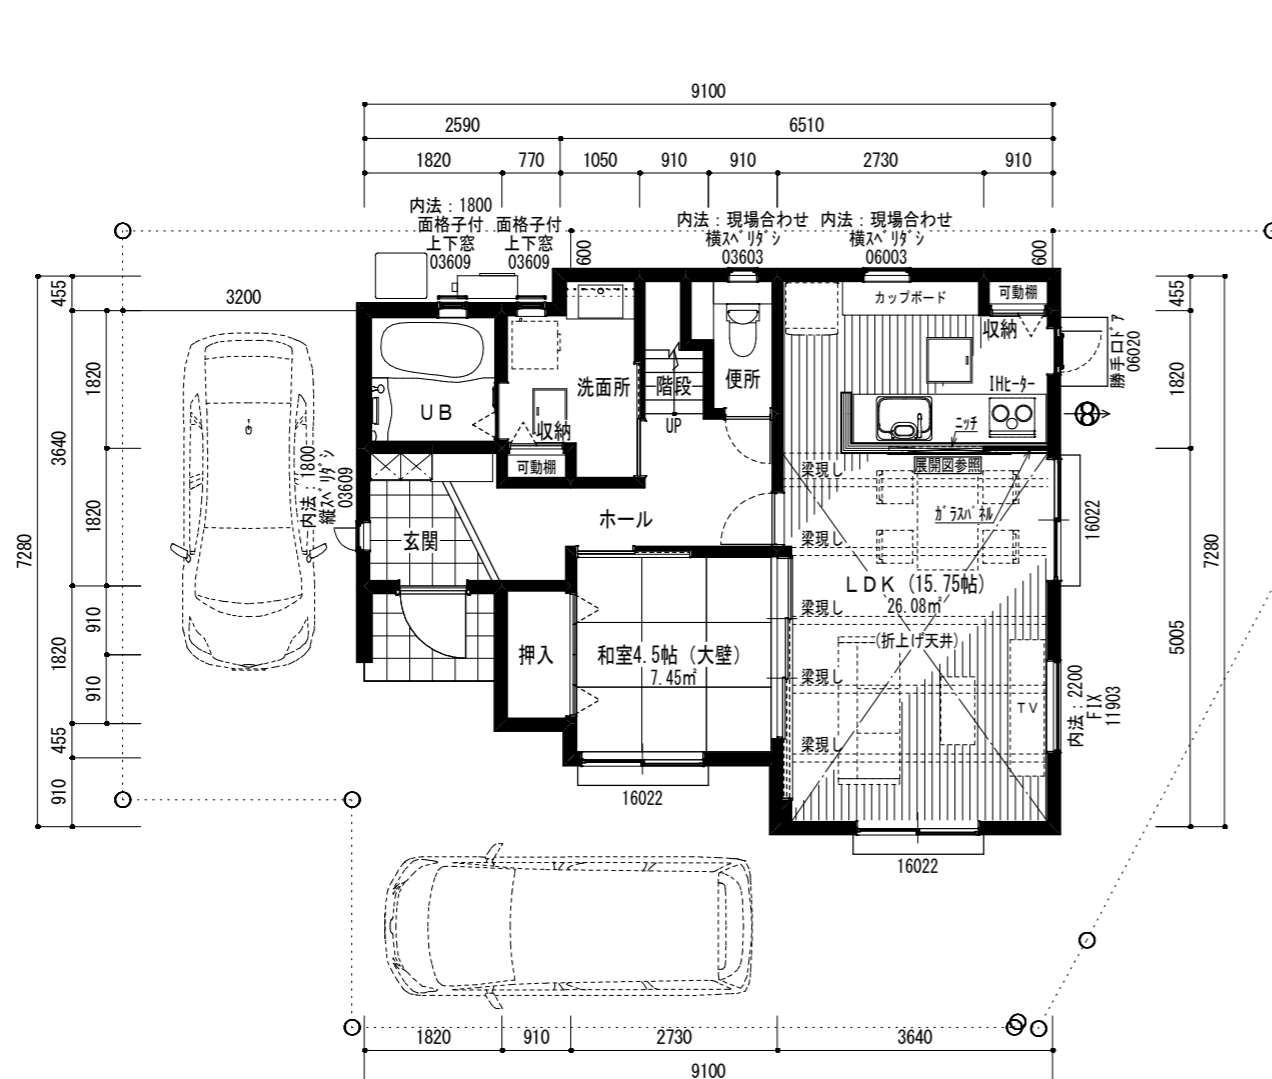 9100
2590 6510
1820 770 1050 910 910 2730 910
内法：1800
面格子付 面格子付
上下窓 上下窓
03609 03609
内法：現場合わせ 内法：現場合わせ
横ｽﾍﾞﾘﾀﾞｼ 横ｽﾍﾞﾘﾀﾞｼ
03603 06003
600
600
3200
455
1820
3640
1820
7280
910
1820
910
455
910
内法：1800
縦ｽﾍﾞﾘﾀﾞｼ
03609
カップボード
可動棚
収納
勝手口ﾄﾞｱ
06020
455
1820
7280
5005
洗面所
階段
便所
UP
ＵＢ
収納
可動棚
IHﾋｰﾀｰ
ﾆｯﾁ
展開図参照
ｶﾞﾗｽﾊﾟﾈﾙ
梁現し
梁現し
梁現し
梁現し
梁現し
16022
玄関
ホール
ＬＤＫ（15.75帖）
26.08㎡
(折上げ天井)
押入
和室4.5帖（大壁）
7.45㎡
ＴＶ
内法：2200
FIX
11903
16022
16022
1820 910 2730 3640
9100